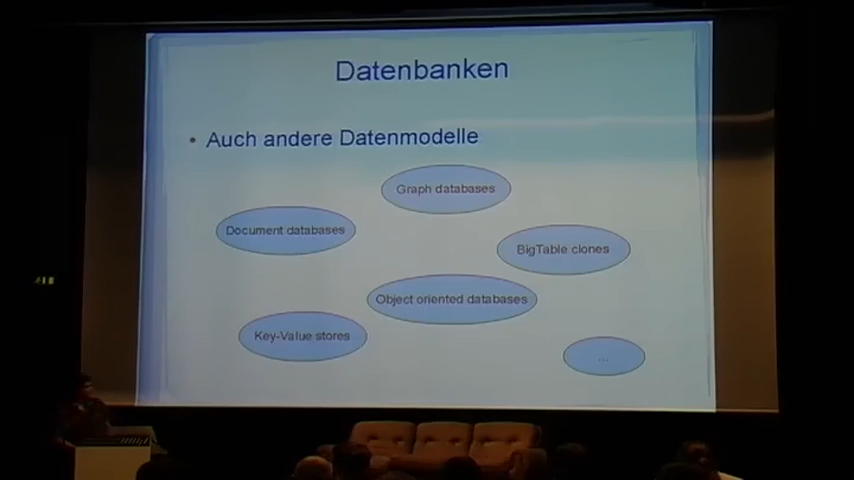 Datenbanken
• Auch andere Datenmodelle
Graph databases
Document databases
BigTable clones
Object oriented databases
Key-Value stores
...